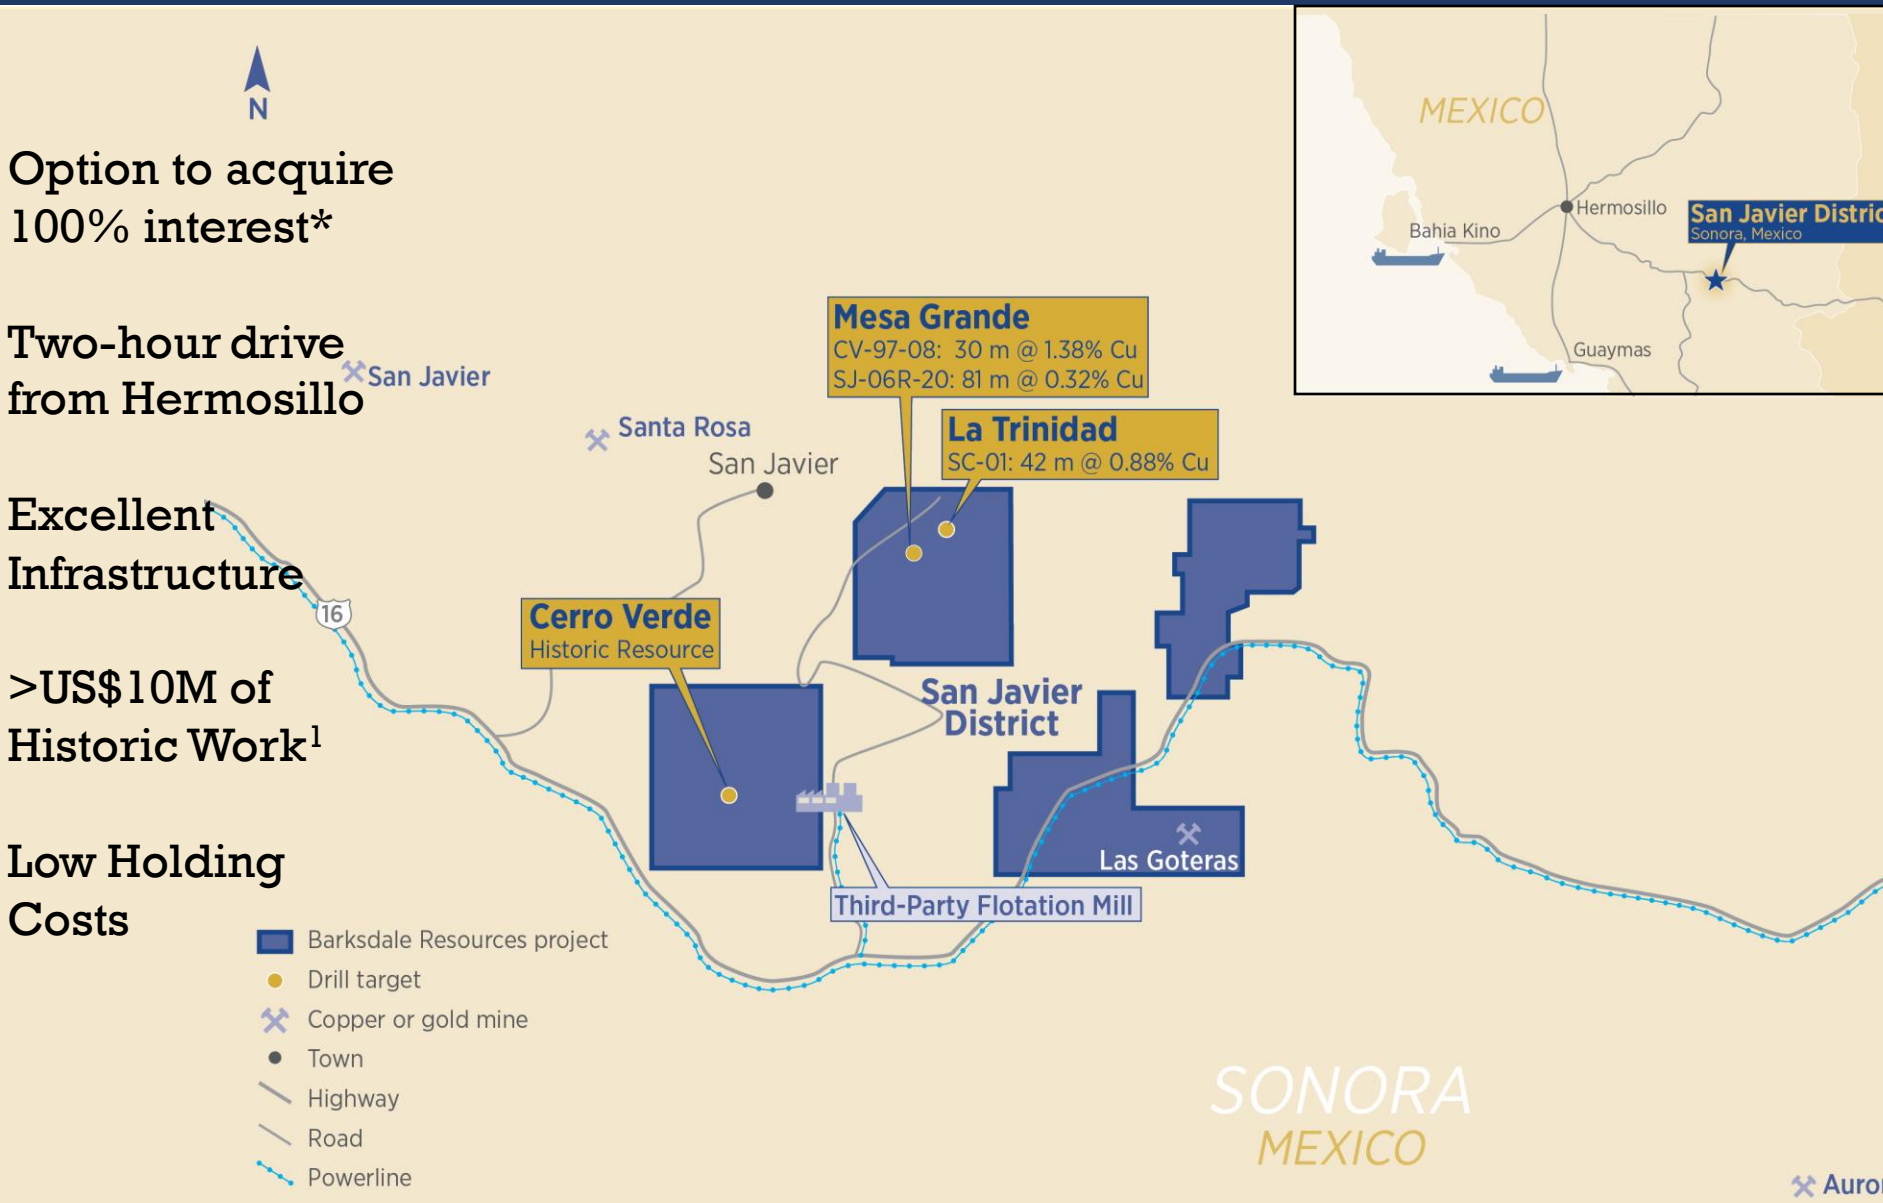 N
Option to acquire
100% interest*
Two-hour drive
from Hermosillo
Excellent
Infrastructure
>US$10M of
Historic Work¹
Low Holding
Costs
San Javier
Santa Rosa
San Javier
16
Mesa Grande
CV-97-08: 30 m @ 1.38% Cu
SJ-06R-20: 81 m @ 0.32% Cu
La Trinidad
SC-01: 42 m @ 0.88% Cu
Cerro Verde
Historic Resource
San Javier
District
Las Goteras
Third-Party Flotation Mill
Barksdale Resources project
Drill target
Copper or gold mine
Town
Highway
Road
Powerline
SONORA
MEXICO
MEXICO
Hermosillo
Bahia Kino
San Javier
Sonora, Mexico
Guaymas